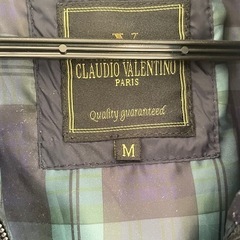 CLAUDIO VALENTINO
PARIS
Quality guaranteed
M